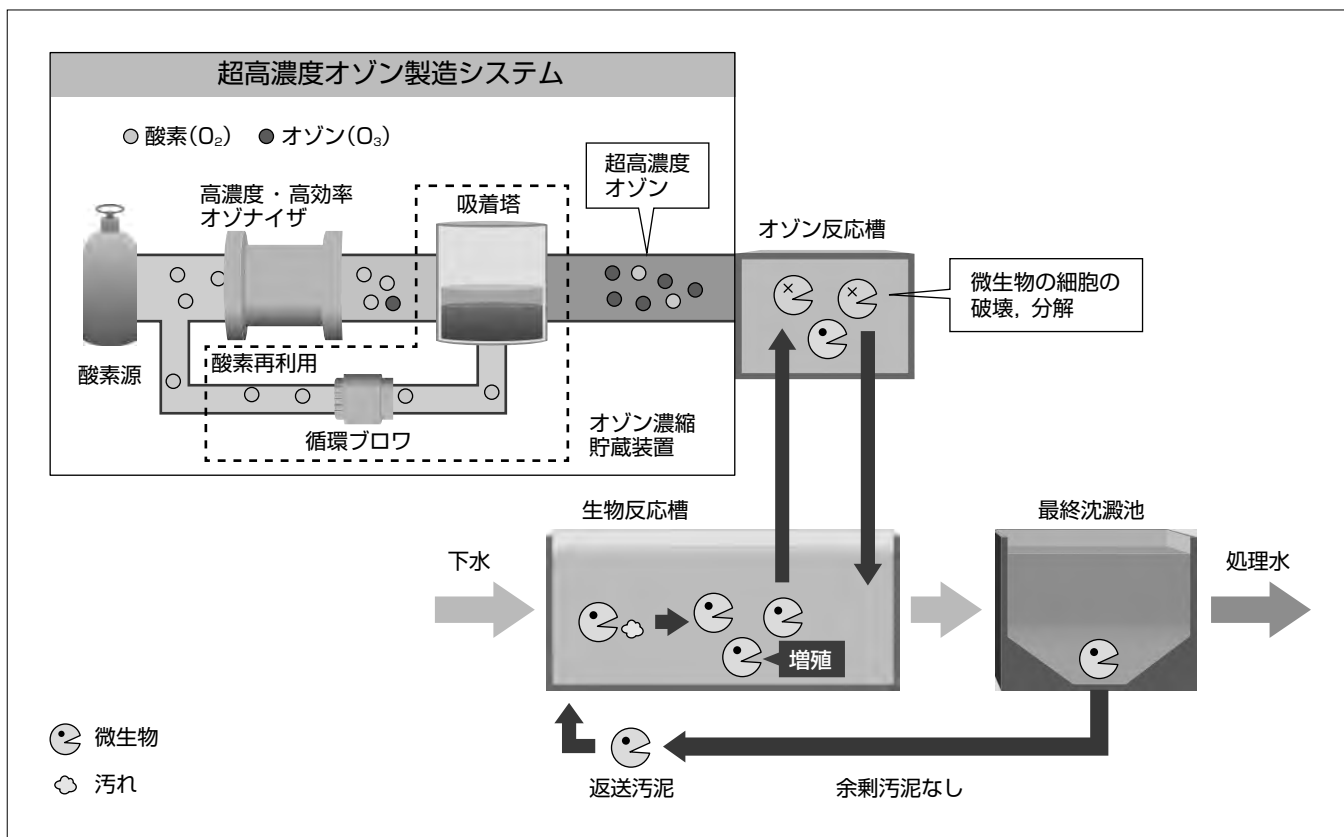 超高濃度オゾン製造システム
酸素(O₂)
オゾン(O₃)
超高濃度
オゾン
高濃度・高効率
オゾナイザ
吸着塔
オゾン反応槽
微生物の細胞の
破壊,分解
酸素源
酸素再利用
循環ブロワ
オゾン濃縮
貯蔵装置
生物反応槽
最終沈澱池
下水
処理水
増殖
微生物
汚れ
返送汚泥
余剰汚泥なし